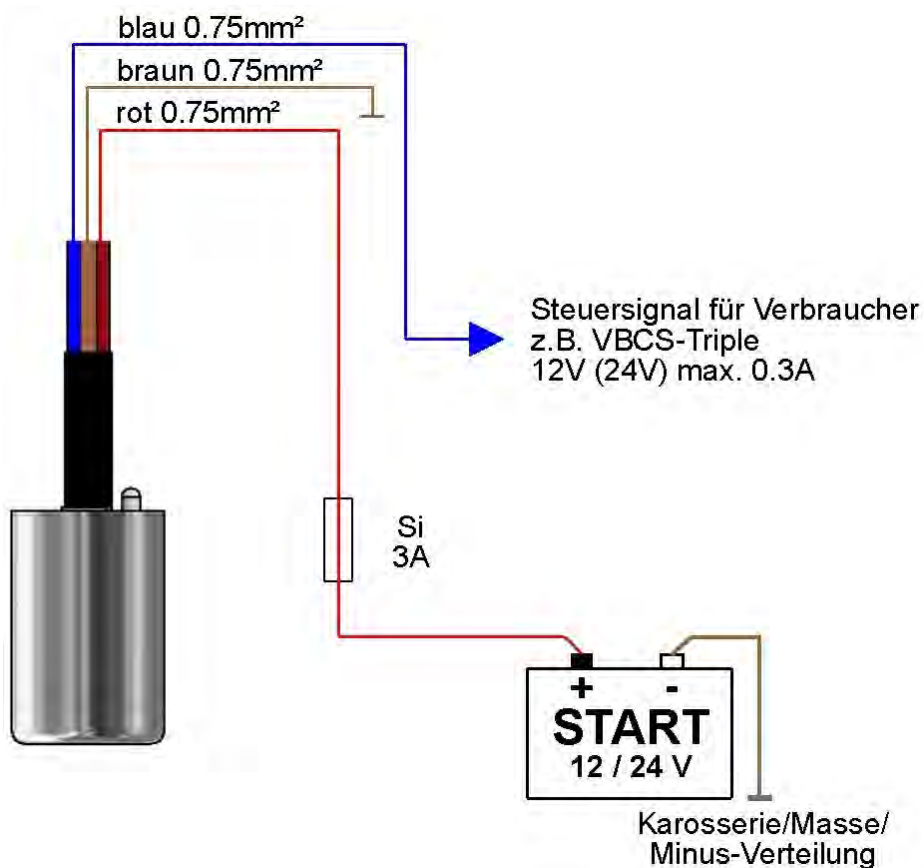 blau 0.75mm²
braun 0.75mm²
rot 0.75mm²
Steuersignal für Verbraucher
z.B. VBCS-Triple
12V (24V) max. 0.3A
Si
3A
+ -
START
12 / 24 V
Karosserie/Masse/
Minus-Verteilung